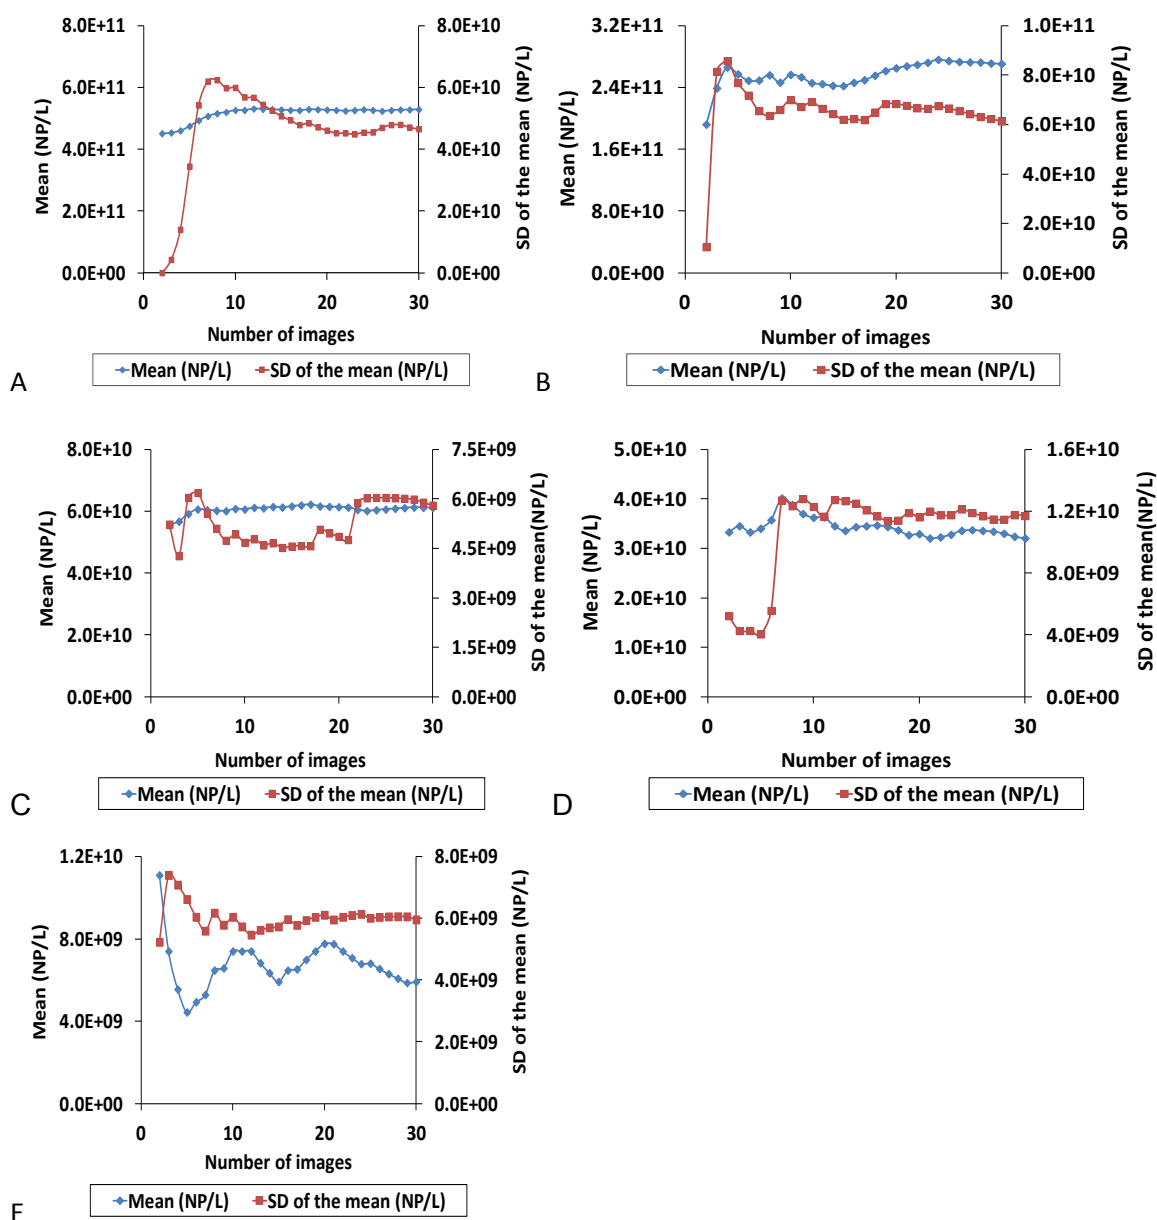 8.0E+11
6.0E+11
4.0E+11
2.0E+11
0.0E+00
Mean (NP/L)
8.0E+10
6.0E+10
4.0E+10
2.0E+10
0.0E+00
SD of the mean (NP/L)
0 10 20 30
Number of images
Mean (NP/L) SD of the mean (NP/L)
A
3.2E+11
2.4E+11
1.6E+11
8.0E+10
0.0E+00
Mean (NP/L)
1.0E+11
8.0E+10
6.0E+10
4.0E+10
2.0E+10
0.0E+00
SD of the mean (NP/L)
0 10 20 30
Number of images
Mean (NP/L) SD of the mean (NP/L)
B
8.0E+10
6.0E+10
4.0E+10
2.0E+10
0.0E+00
Mean (NP/L)
7.5E+09
6.0E+09
4.5E+09
3.0E+09
1.5E+09
0.0E+00
SD of the mean(NP/L)
0 10 20 30
Number of images
Mean (NP/L) SD of the mean (NP/L)
C
5.0E+10
4.0E+10
3.0E+10
2.0E+10
1.0E+10
0.0E+00
Mean (NP/L)
1.6E+10
1.2E+10
8.0E+09
4.0E+09
0.0E+00
SD of the mean(NP/L)
0 10 20 30
Number of images
Mean (NP/L) SD of the mean (NP/L)
D
1.2E+10
8.0E+09
4.0E+09
0.0E+00
Mean (NP/L)
8.0E+09
6.0E+09
4.0E+09
2.0E+09
0.0E+00
SD of the mean (NP/L)
0 10 20 30
Number of images
Mean (NP/L) SD of the mean (NP/L)